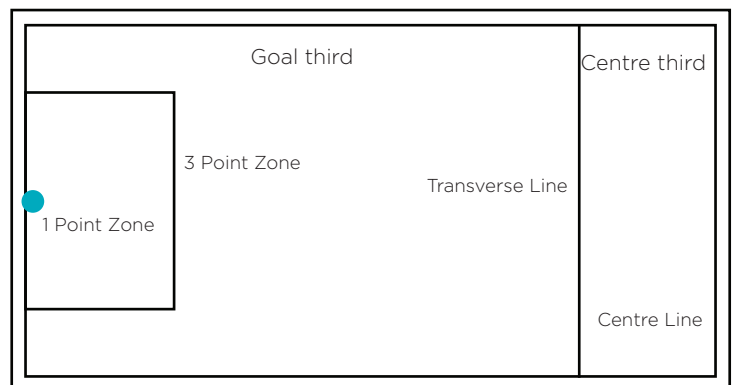 Goal third
Centre third
3 Point Zone
Transverse Line
1 Point Zone
Centre Line